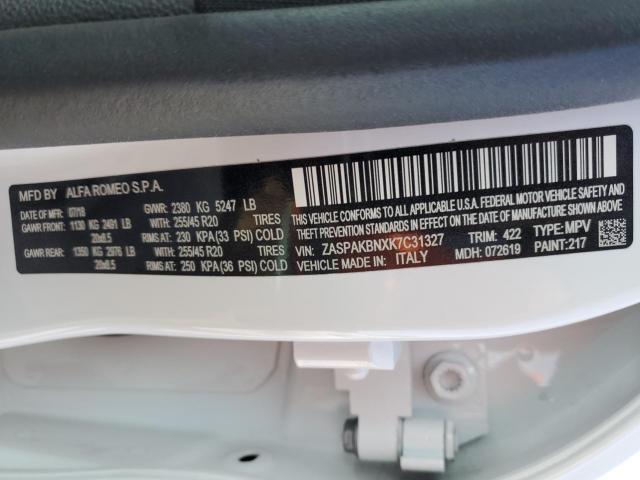 MFD BY ALFA ROMEO S.P.A.
DATE OF MF 07/18 GVWR: 2380 KG 5247 LB
GAWR FRONT: 1130 KG 2491 LB WITH: 255/45 R20 TIRES
20x8.5 RIMS AT: 230 KPA(33 PSI) COLD
GAWR REAR: 1350 KG 2976 LB WITH: 255/45 R20 TIRES
20x8.5 RIMS AT: 250 KPA(36 PSI) COLD
THIS VEHICLE CONFORMS TO ALL APPLICABLE U.S.A. FEDERAL MOTOR VEHICLE SAFETY
BUMPER, AND THEFT PREVENTION STANDARDS IN EFFECT ON THE DATE OF MANUFACTURE SHOWN ABOVE.
VIN: ZASPAKBNXK7C31327 TRIM: 422 TYPE: MPV
VEHICLE MADE IN: ITALY MDH: 072619 PAINT: 217